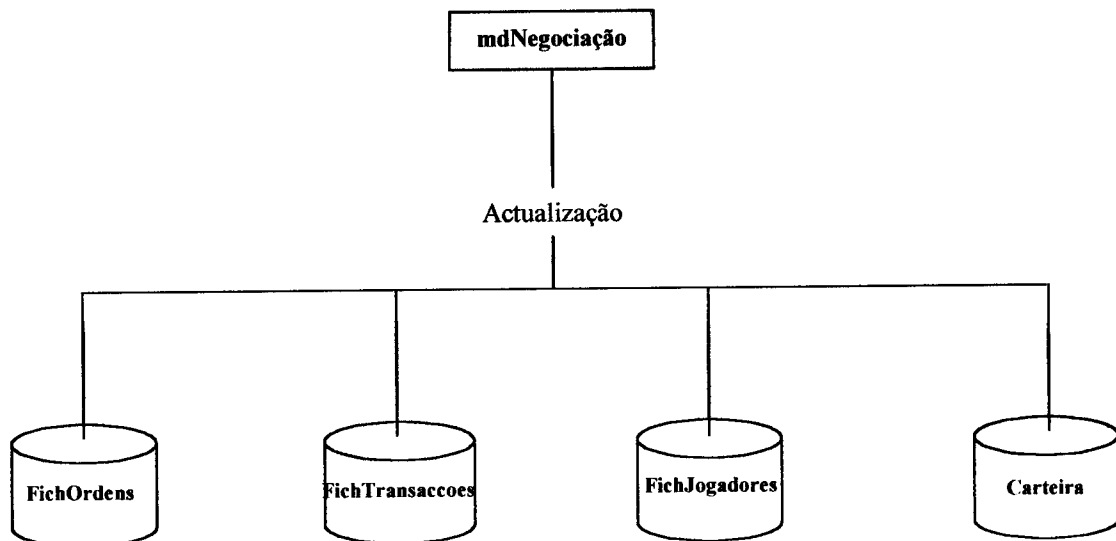 mdNegociação
Actualização
FichOrdens
FichTransaccoes
FichJogadores
Carteira